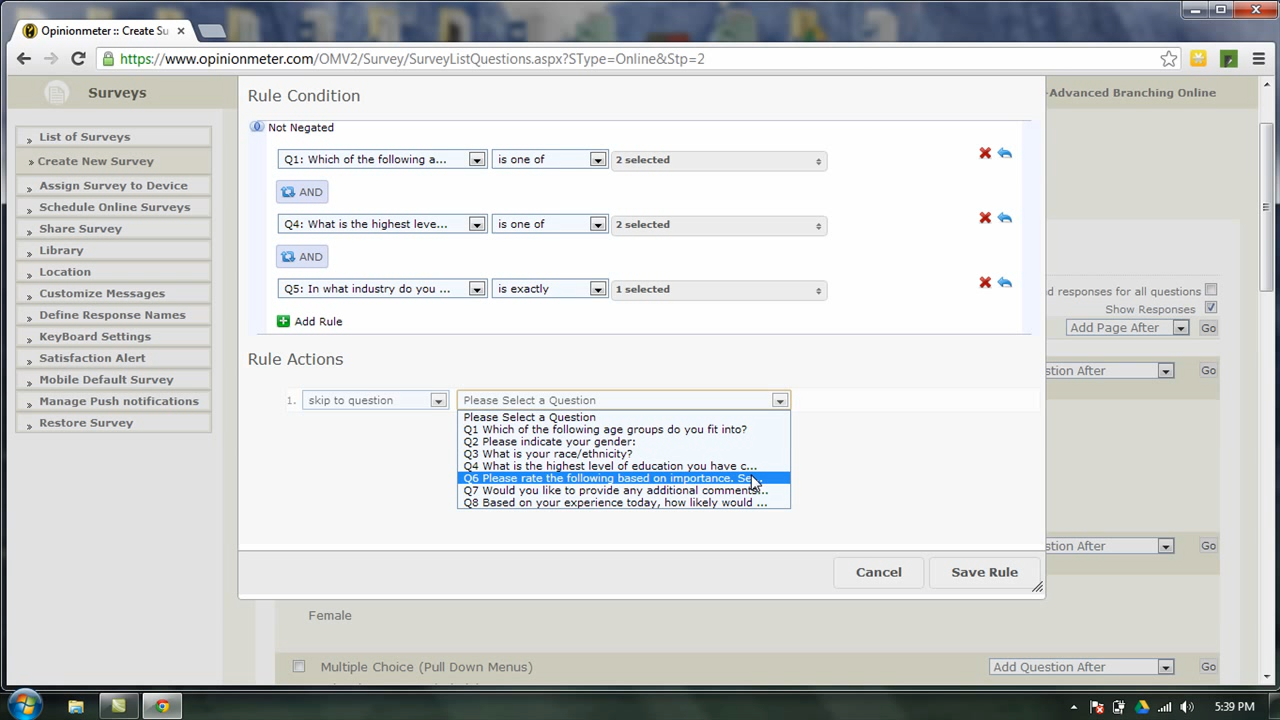 Opinionmeter :: Create Su
https://www.opinionmeter.com/OMV2/Survey/SurveyListQuestions.aspx?SType=Online&Stp=2
Surveys
-Advanced Branching Online
List of Surveys
Create New Survey
Assign Survey to Device
Schedule Online Surveys
Share Survey
Library
Location
Customize Messages
Define Response Names
KeyBoard Settings
Satisfaction Alert
Mobile Default Survey
Manage Push notifications
Restore Survey
Rule Condition
Not Negated
Q1: Which of the following a... is one of 2 selected
AND
Q4: What is the highest leve... is one of 2 selected
AND
Q5: In what industry do you ... is exactly 1 selected
Add Rule
Rule Actions
1. skip to question Please Select a Question
Please Select a Question
Q1 Which of the following age groups do you fit into?
Q2 Please indicate your gender:
Q3 What is your race/ethnicity?
Q4 What is the highest level of education you have c...
Q6 Please rate the following based on importance. Se...
Q7 Would you like to provide any additional comments...
Q8 Based on your experience today, how likely would ...
Cancel Save Rule
d responses for all questions
Show Responses
Add Page After Go
stion After Go
stion After Go
Female
Multiple Choice (Pull Down Menus) Add Question After Go
5:39 PM